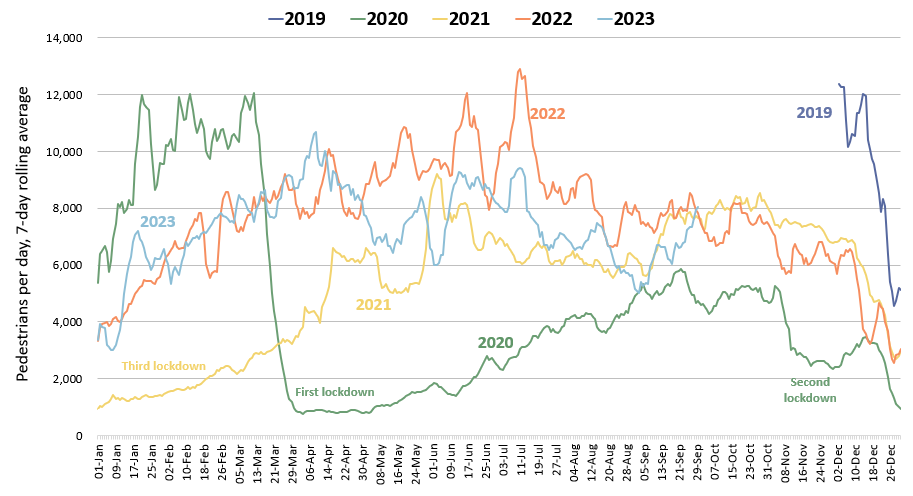 2019 2020 2021 2022 2023
Pedestrians per day, 7-day rolling average
14,000
12,000
10,000
8,000
6,000
4,000
2,000
0
2019
2022
2023
2021
2020
Third lockdown
First lockdown
Second
lockdown
01-Jan 09-Jan 17-Jan 25-Jan 02-Feb 10-Feb 18-Feb 26-Feb 05-Mar 13-Mar 21-Mar 29-Mar 06-Apr 14-Apr 22-Apr 30-Apr 08-May 16-May 24-May 01-Jun 09-Jun 17-Jun 25-Jun 03-Jul 11-Jul 19-Jul 27-Jul 04-Aug 12-Aug 20-Aug 28-Aug 05-Sep 13-Sep 21-Sep 29-Sep 07-Oct 15-Oct 23-Oct 31-Oct 08-Nov 16-Nov 24-Nov 02-Dec 10-Dec 18-Dec 26-Dec